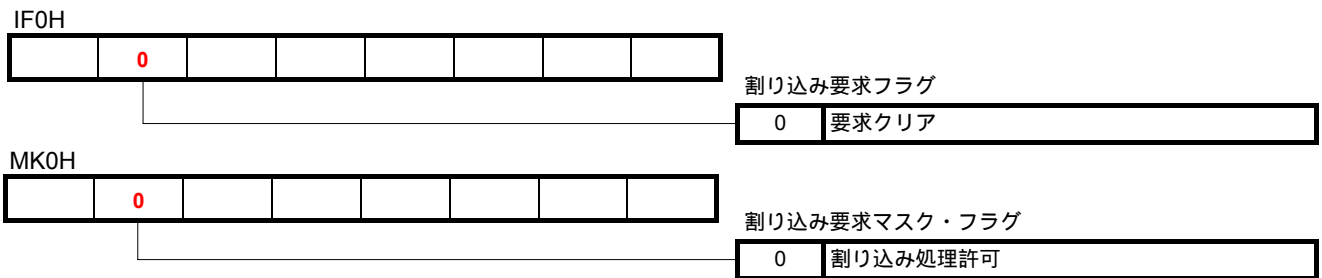 IF0H
0
割り込み要求フラグ
0 要求クリア
MK0H
0
割り込み要求マスク・フラグ
0 割り込み処理許可